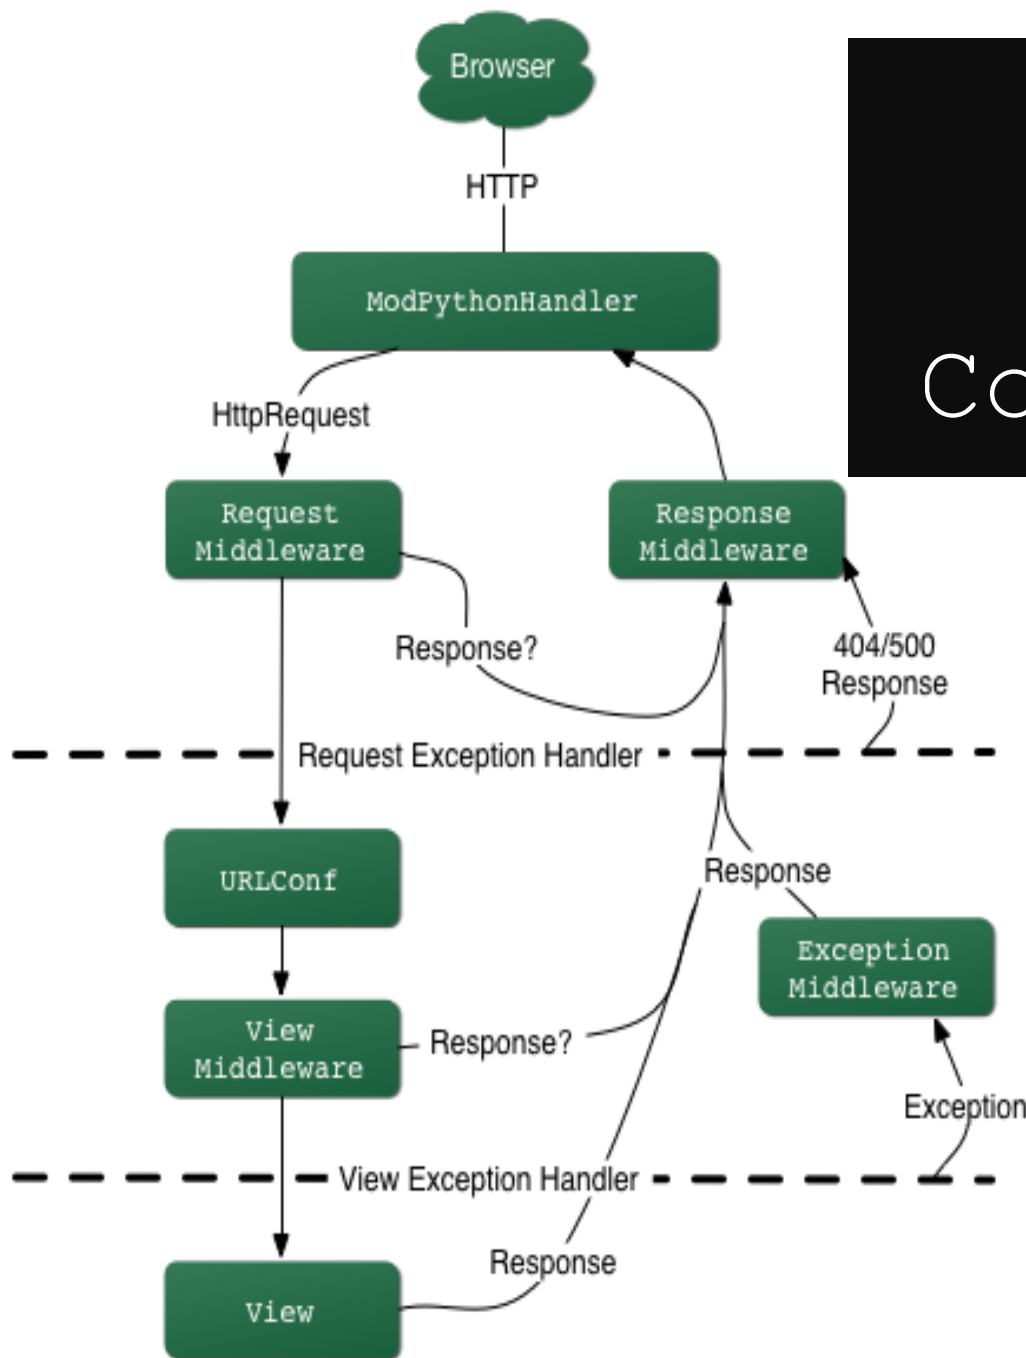 Browser
HTTP
ModPythonHandler
HttpRequest
Request
Middleware
Response
Middleware
Response?
404/500
Response
Request Exception Handler
URLConf
Response
Exception
Middleware
View
Middleware
Response?
Exception
View Exception Handler
Response
View